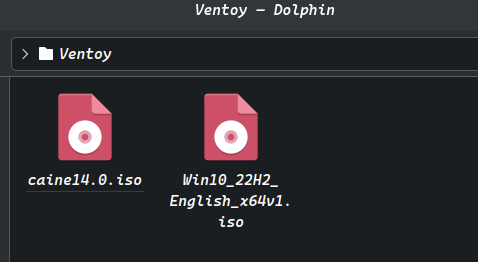 Ventoy — Dolphin
Ventoy
caine14.0.iso
Win10_22H2_
English_x64v1.
iso